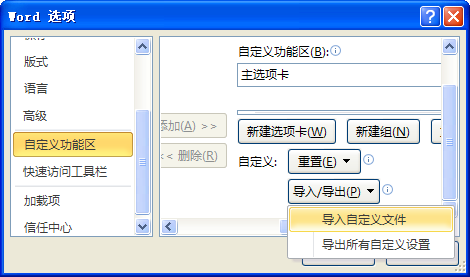 Word 选项
版式
语言
高级
自定义功能区
快速访问工具栏
加载项
信任中心
自定义功能区(B):
主选项卡
添加(A) >>
<< 删除(R)
新建选项卡(W)
新建组(N)
自定义:
重置(E)
导入/导出(P)
导入自定义文件
导出所有自定义设置